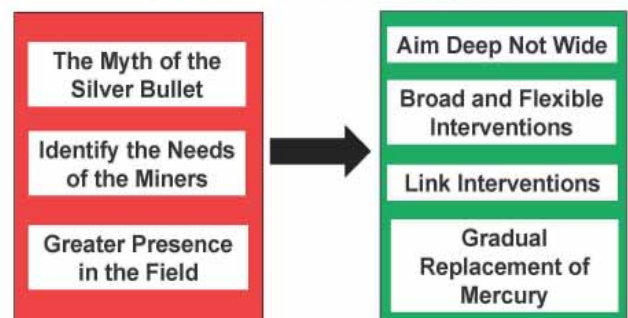 The Myth of the
Silver Bullet
Identify the Needs
of the Miners
Greater Presence
in the Field
Aim Deep Not Wide
Broad and Flexible
Interventions
Link Interventions
Gradual
Replacement of
Mercury